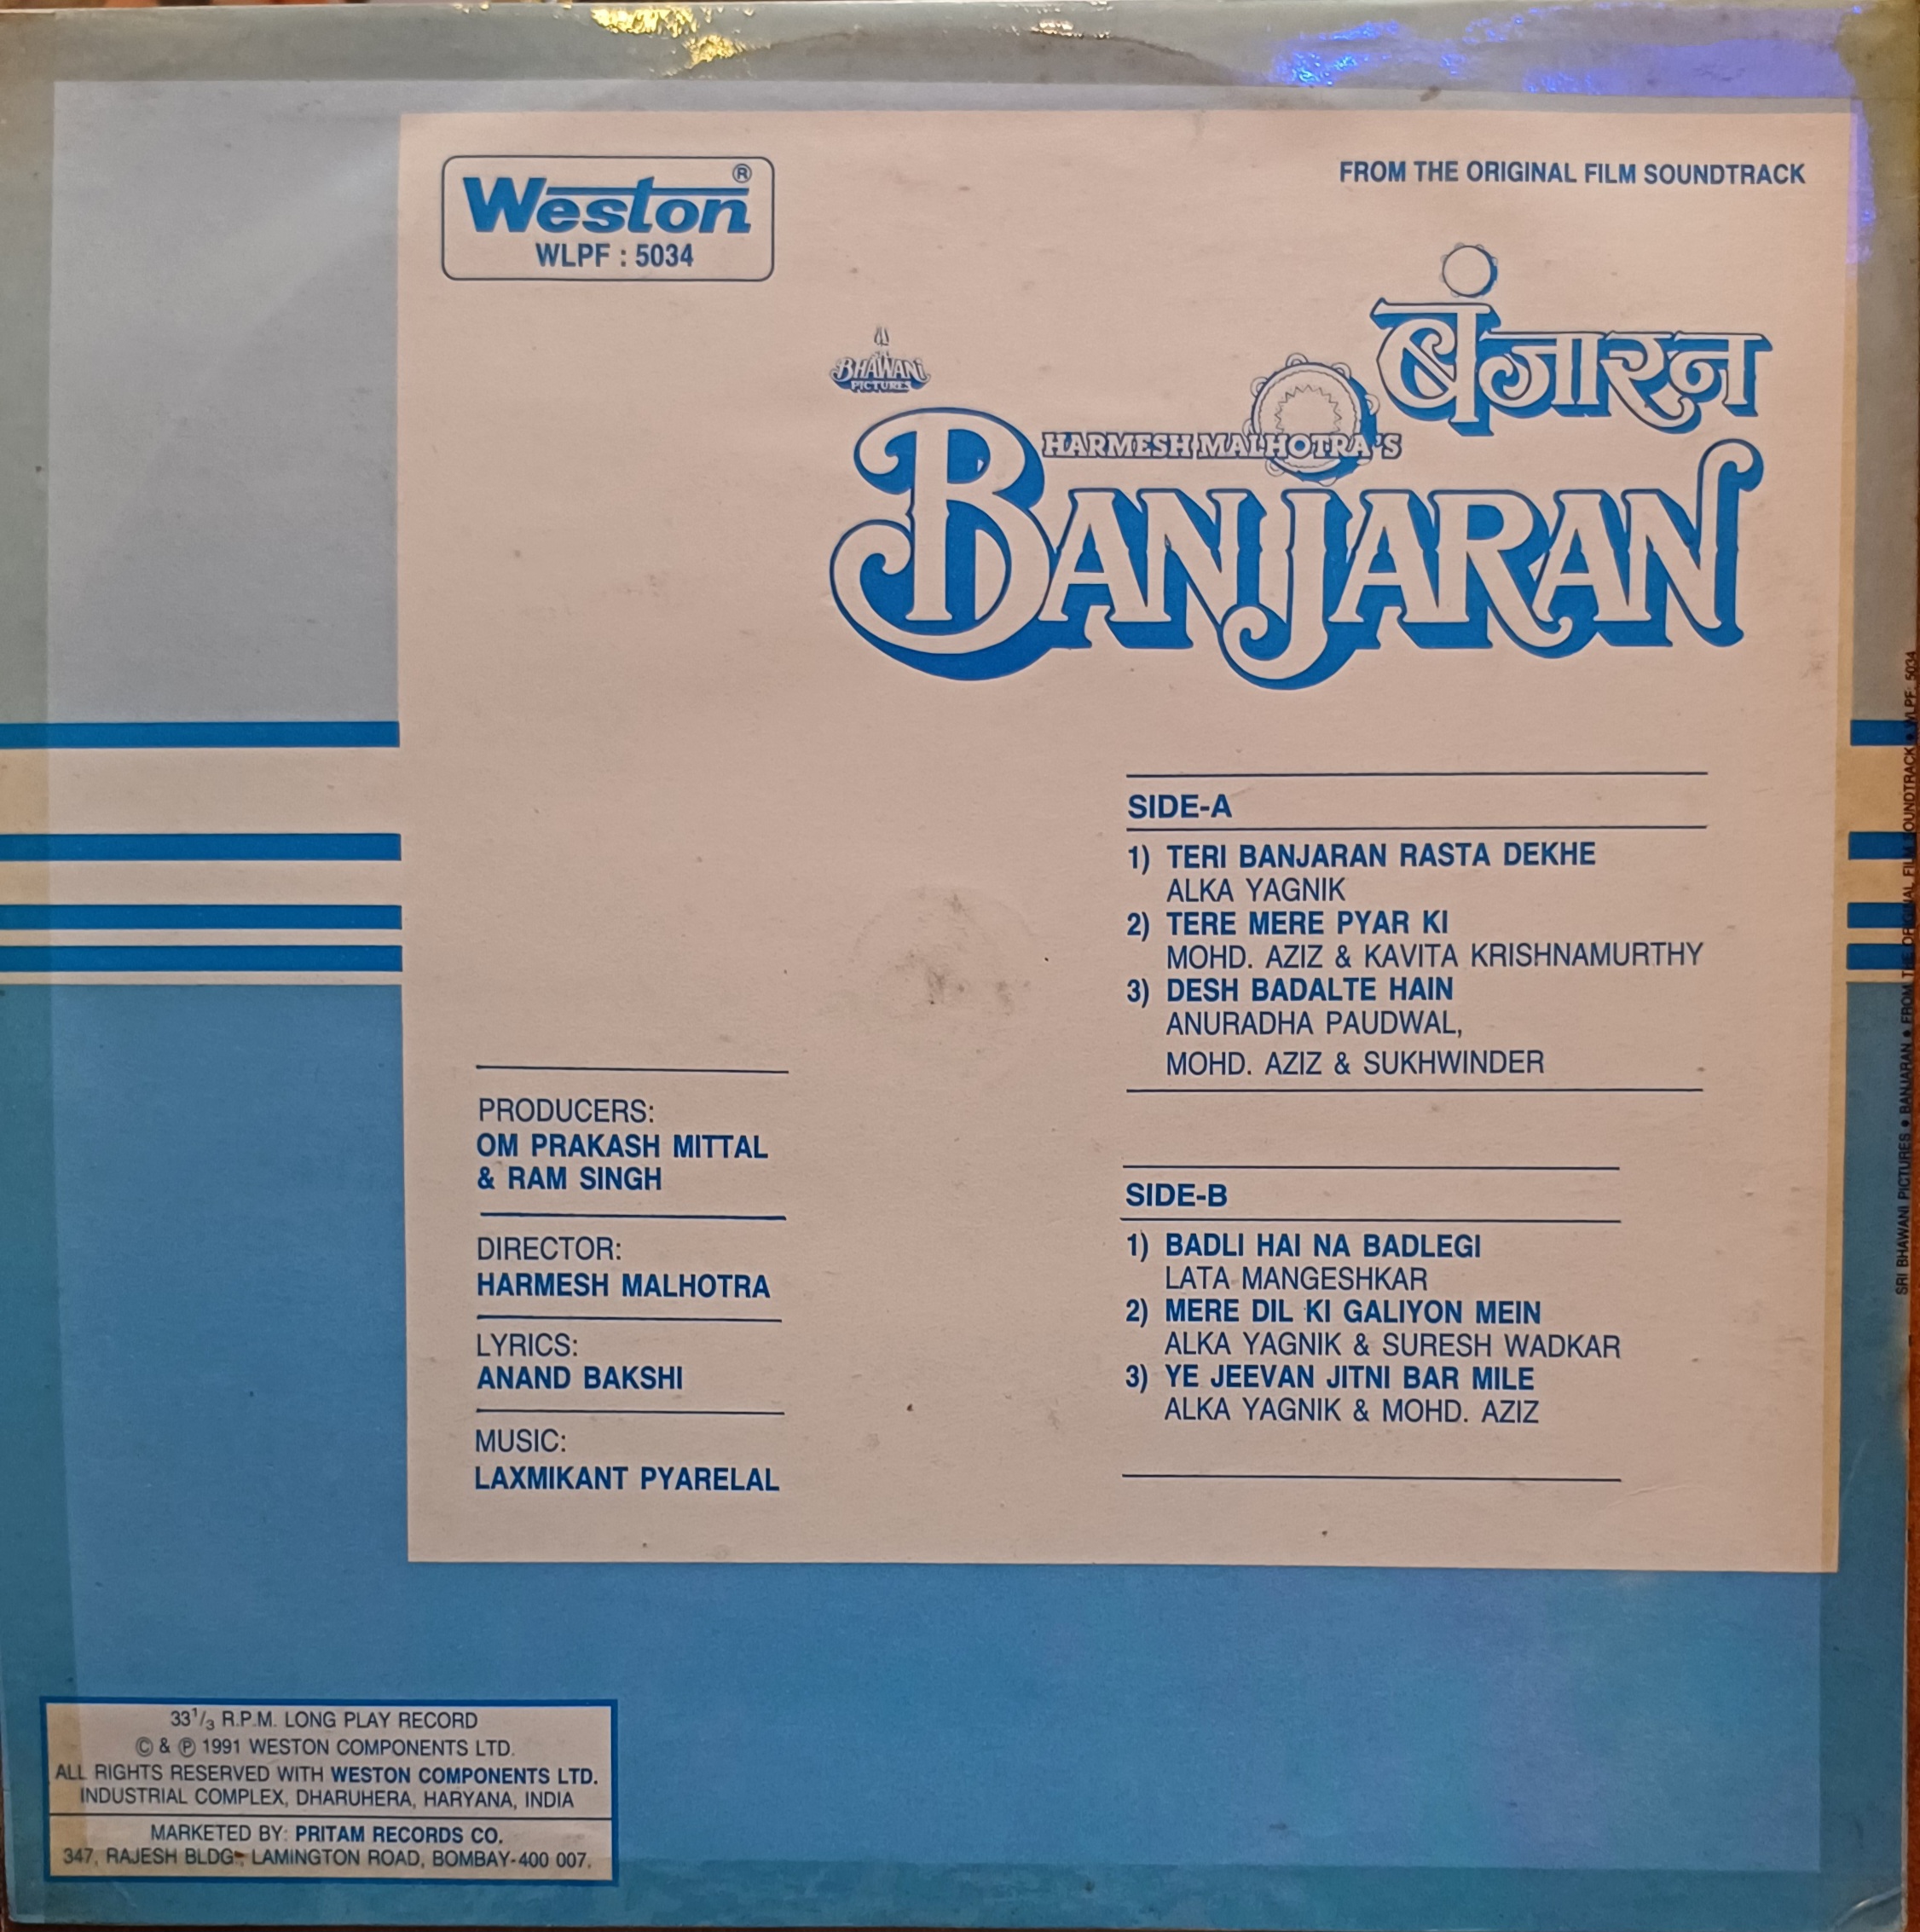 Weston®
WLPF : 5034
FROM THE ORIGINAL FILM SOUNDTRACK
BHAWANI
PICTURES
बंजारन
HARMESH MALHOTRA'S
BANJARAN
SIDE-A
1) TERI BANJARAN RASTA DEKHE
ALKA YAGNIK
2) TERE MERE PYAR KI
MOHD. AZIZ & KAVITA KRISHNAMURTHY
3) DESH BADALTE HAIN
ANURADHA PAUDWAL,
MOHD. AZIZ & SUKHWINDER
SIDE-B
1) BADLI HAI NA BADLEGI
LATA MANGESHKAR
2) MERE DIL KI GALIYON MEIN
ALKA YAGNIK & SURESH WADKAR
3) YE JEEVAN JITNI BAR MILE
ALKA YAGNIK & MOHD. AZIZ
PRODUCERS:
OM PRAKASH MITTAL
& RAM SINGH
DIRECTOR:
HARMESH MALHOTRA
LYRICS:
ANAND BAKSHI
MUSIC:
LAXMIKANT PYARELAL
33 1/3 R.P.M. LONG PLAY RECORD
© & ℗ 1991 WESTON COMPONENTS LTD.
ALL RIGHTS RESERVED WITH WESTON COMPONENTS LTD.
INDUSTRIAL COMPLEX, DHARUHERA, HARYANA, INDIA
MARKETED BY: PRITAM RECORDS CO.
347, RAJESH BLDG., LAMINGTON ROAD, BOMBAY-400 007.
SRI BHAWANI PICTURES • BANJARAN • FROM THE ORIGINAL FILM SOUNDTRACK • WLPF: 5034